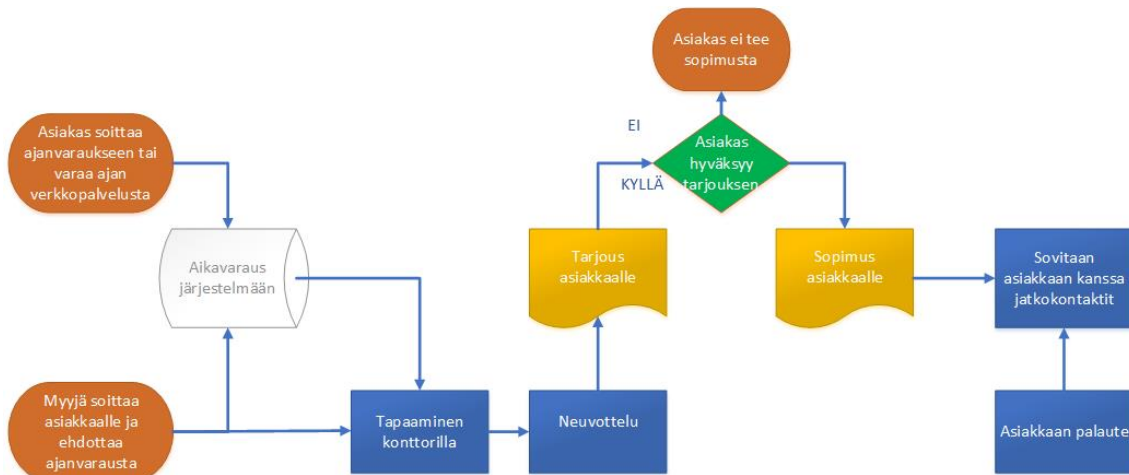 Asiakas ei tee
sopimusta
Asiakas soittaa
ajanvaraukseen tai
varaa ajan
verkkopalvelusta
EI
KYLLÄ
Asiakas
hyväksyy
tarjouksen
Aikavaraus
järjestelmään
Tarjous
asiakkaalle
Sopimus
asiakkaalle
Sovitaan
asiakkaan kanssa
jatkokontaktit
Myyjä soittaa
asiakkaalle ja
ehdottaa
ajanvarausta
Tapaaminen
konttorilla
Neuvottelu
Asiakkaan palaute